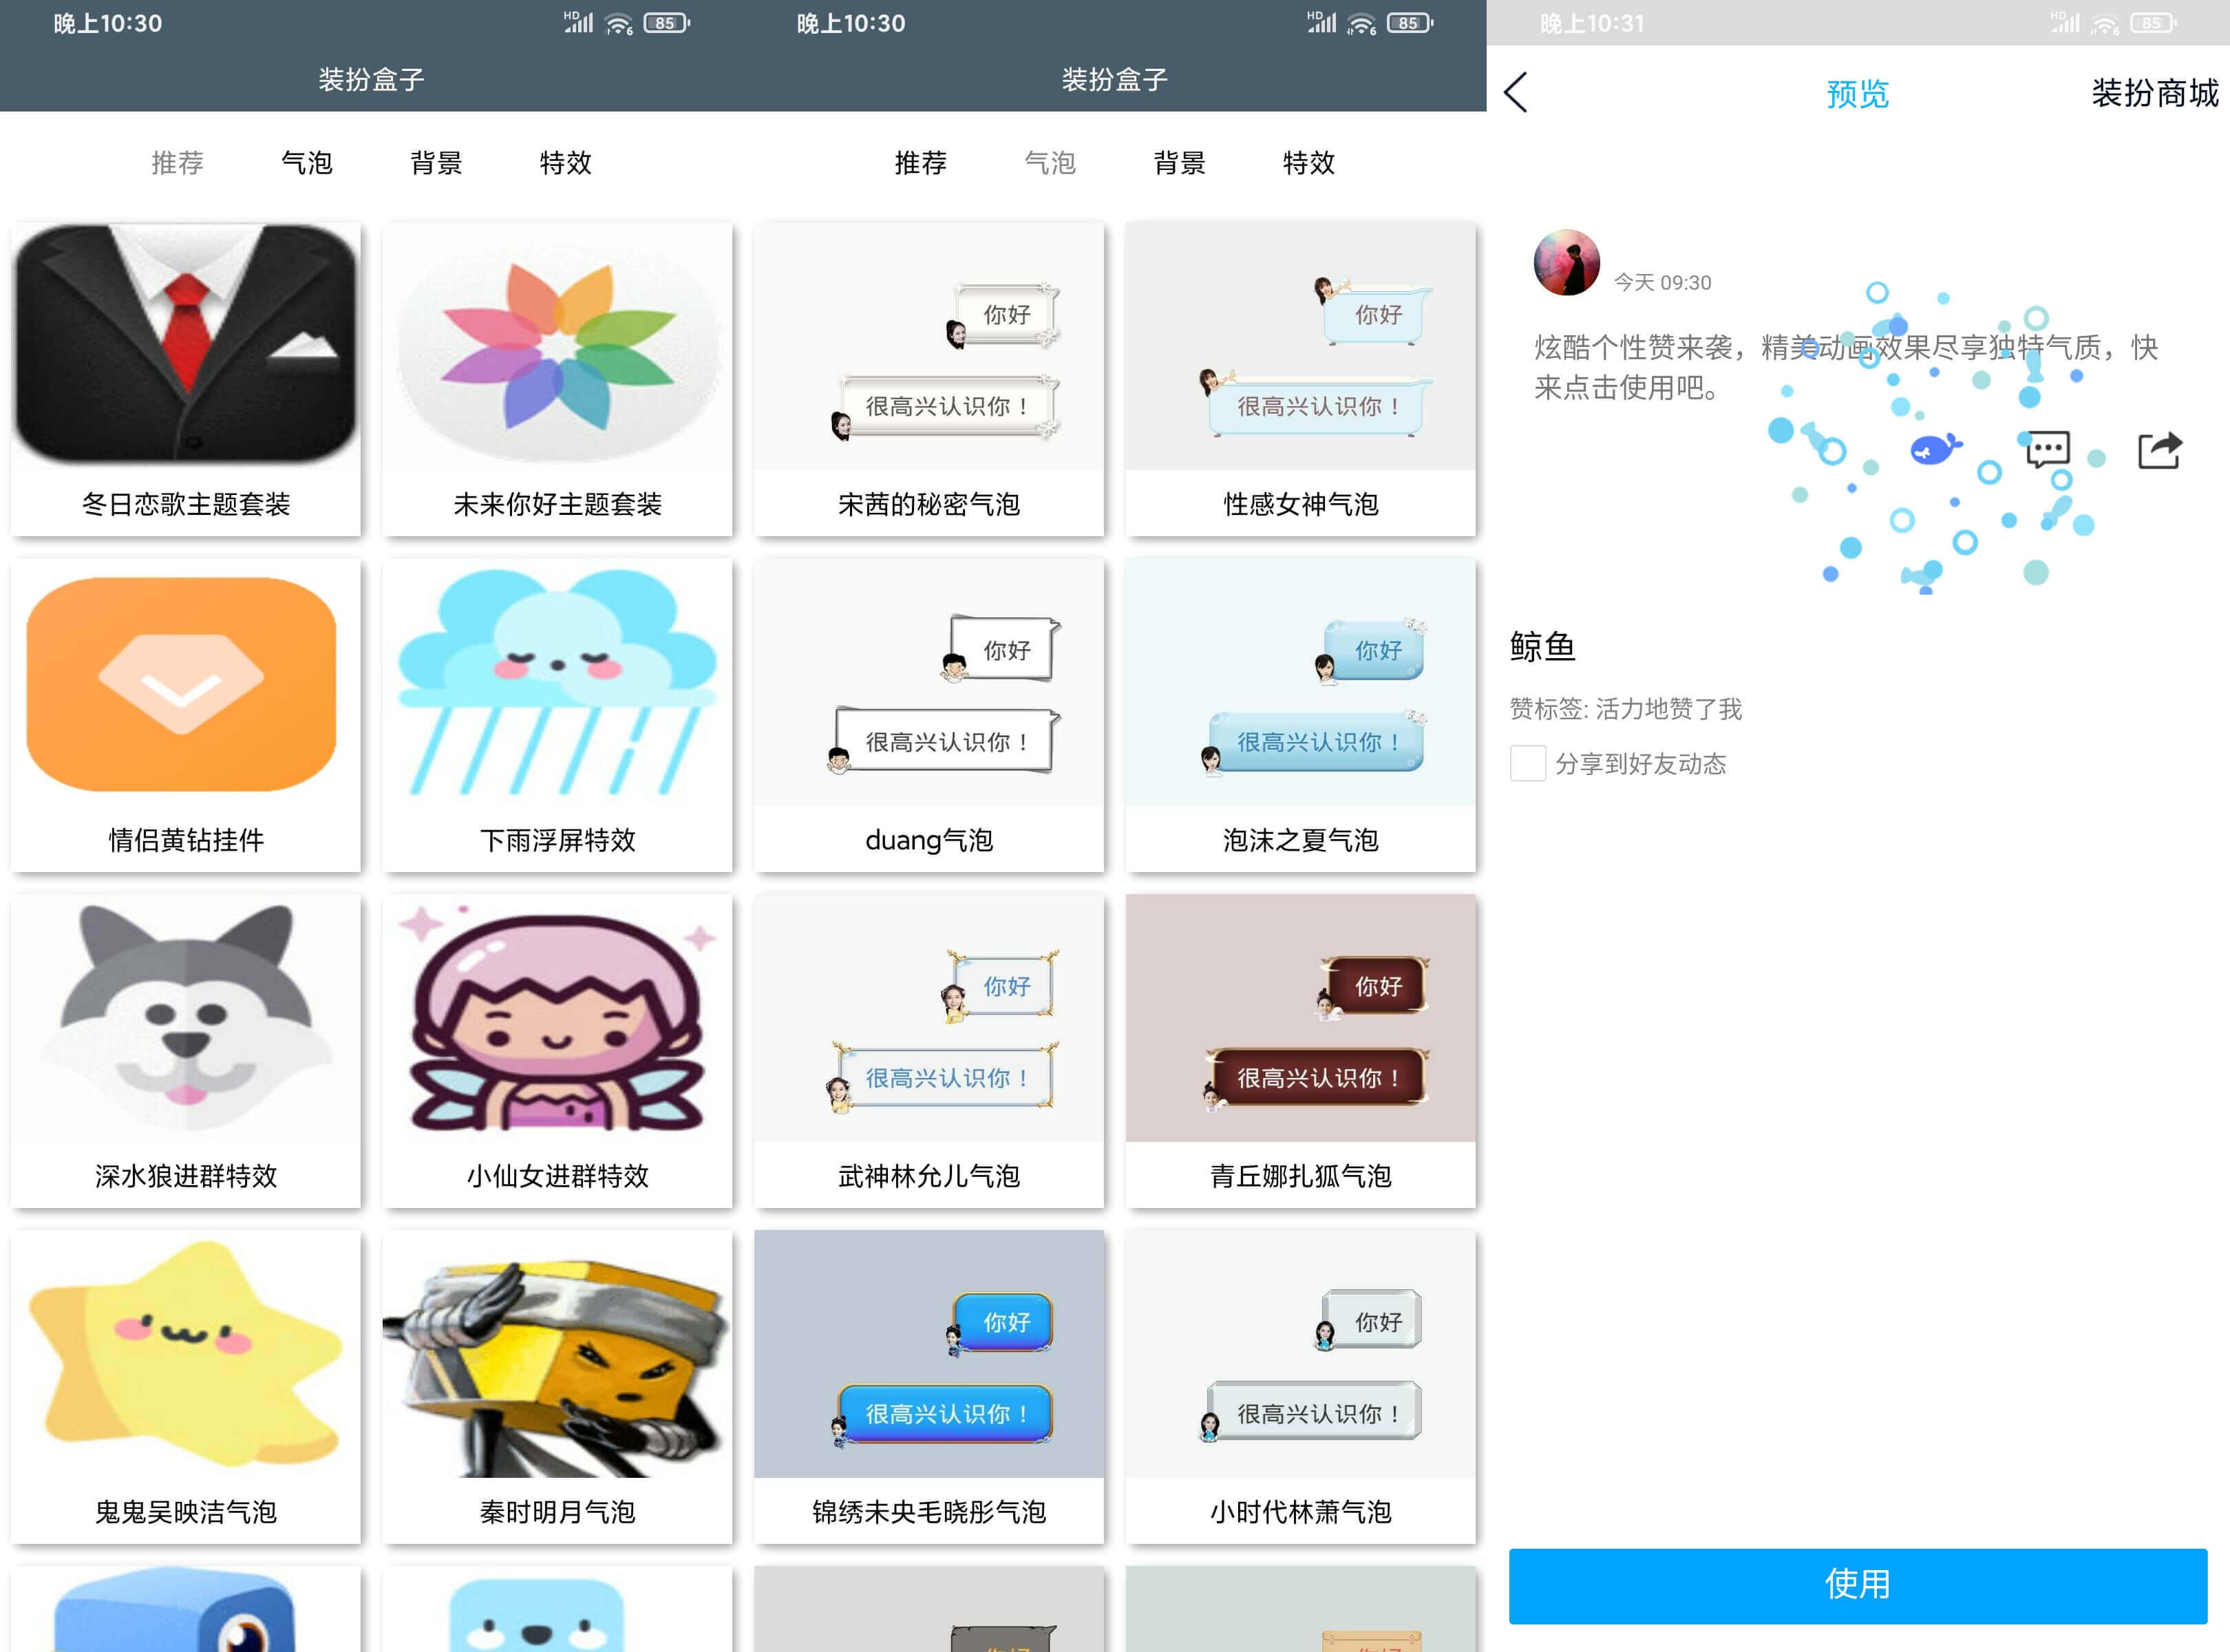 晚上10:30
HD
6
85
装扮盒子
推荐 气泡 背景 特效
冬日恋歌主题套装
未来你好主题套装
情侣黄钻挂件
下雨浮屏特效
深水狼进群特效
小仙女进群特效
鬼鬼吴映洁气泡
秦时明月气泡
晚上10:30
HD
6
85
装扮盒子
推荐 气泡 背景 特效
你好
很高兴认识你！
宋茜的秘密气泡
你好
很高兴认识你！
性感女神气泡
你好
很高兴认识你！
duang气泡
你好
很高兴认识你！
泡沫之夏气泡
你好
很高兴认识你！
武神林允儿气泡
你好
很高兴认识你！
青丘娜扎狐气泡
你好
很高兴认识你！
锦绣未央毛晓彤气泡
你好
很高兴认识你！
小时代林萧气泡
晚上10:31
HD
6
85
预览
装扮商城
今天 09:30
炫酷个性赞来袭，精美动画效果尽享独特气质，快
来点击使用吧。
鲸鱼
赞标签: 活力地赞了我
分享到好友动态
使用